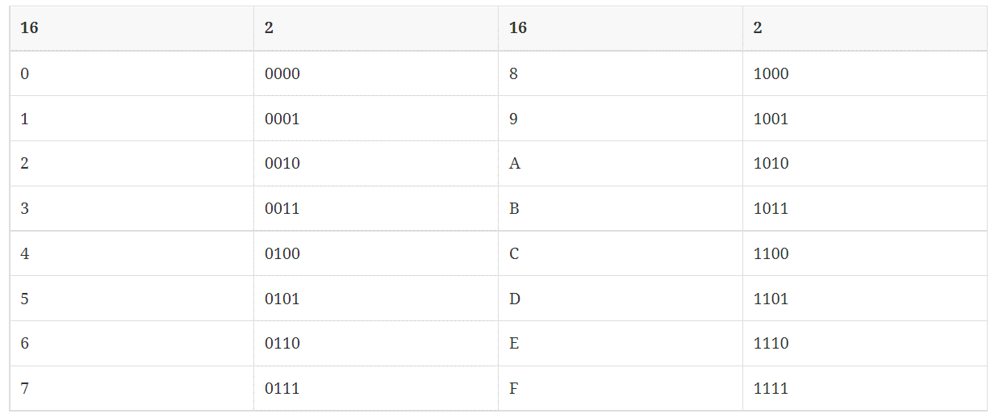 16 2 16 2
0 0000 8 1000
1 0001 9 1001
2 0010 A 1010
3 0011 B 1011
4 0100 C 1100
5 0101 D 1101
6 0110 E 1110
7 0111 F 1111